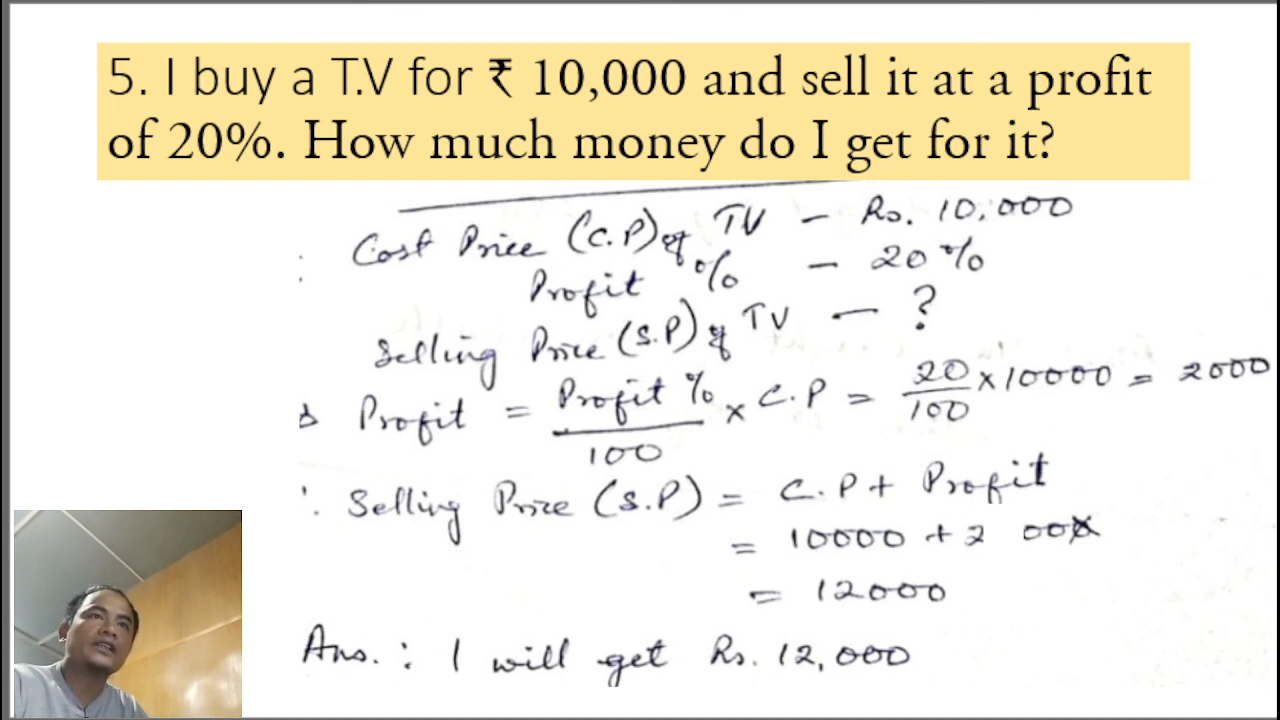 5. I buy a T.V for ₹ 10,000 and sell it at a profit
of 20%. How much money do I get for it?
Cost Price (C.P) of TV - Rs. 10,000
Profit % - 20%
Selling Price (S.P) of TV - ?
Profit = Profit % / 100 × C.P = 20/100 × 10000 = 2000
∴ Selling Price (S.P) = C.P + Profit
= 10000 + 2 000
= 12000
Ans. : I will get Rs. 12,000